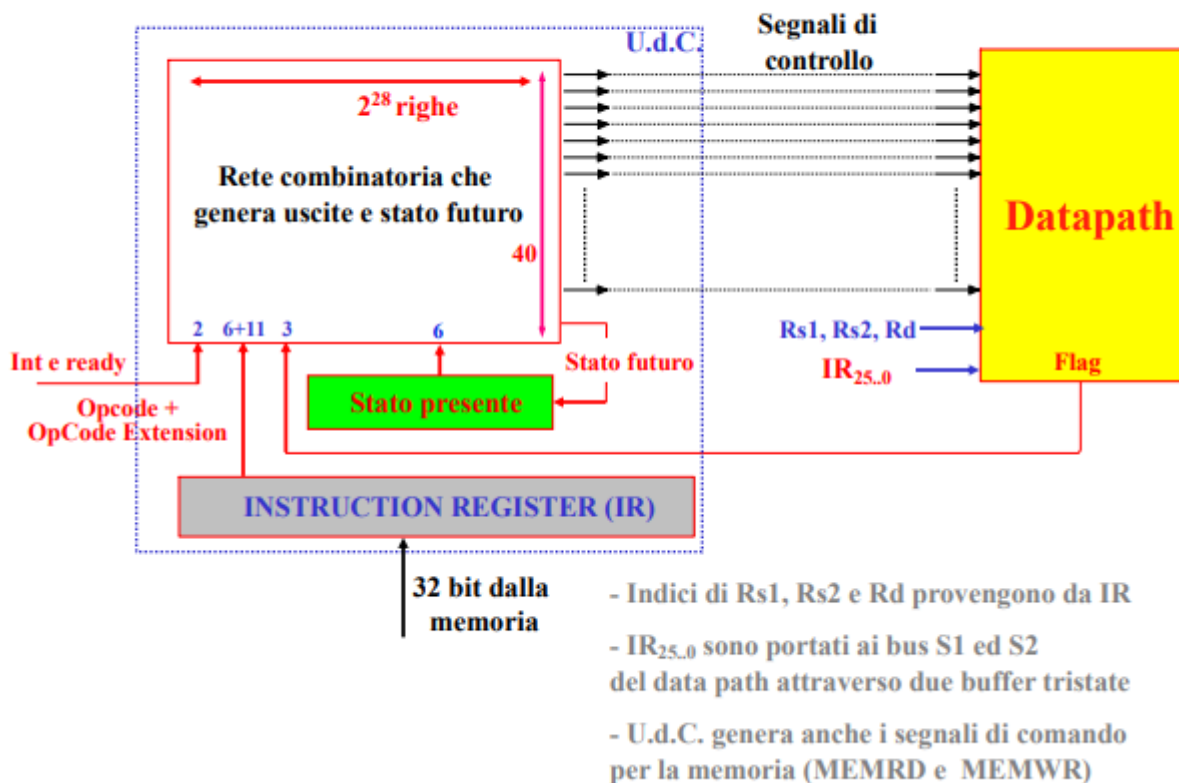 Segnali di
controllo
U.d.C.
2²⁸ righe
Rete combinatoria che
genera uscite e stato futuro
40
Datapath
2 6+11 3 6
Int e ready
Opcode +
OpCode Extension
Stato futuro
Stato presente
Rs1, Rs2, Rd
IR₂₅..₀
Flag
INSTRUCTION REGISTER (IR)
32 bit dalla
memoria
- Indici di Rs1, Rs2 e Rd provengono da IR
- IR₂₅..₀ sono portati ai bus S1 ed S2
del data path attraverso due buffer tristate
- U.d.C. genera anche i segnali di comando
per la memoria (MEMRD e MEMWR)